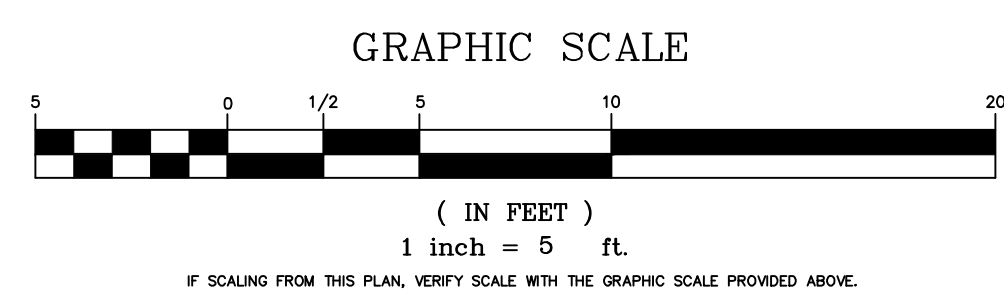 GRAPHIC SCALE
5 0 1/2 5 10 20
( IN FEET )
1 inch = 5 ft.
IF SCALING FROM THIS PLAN, VERIFY SCALE WITH THE GRAPHIC SCALE PROVIDED ABOVE.